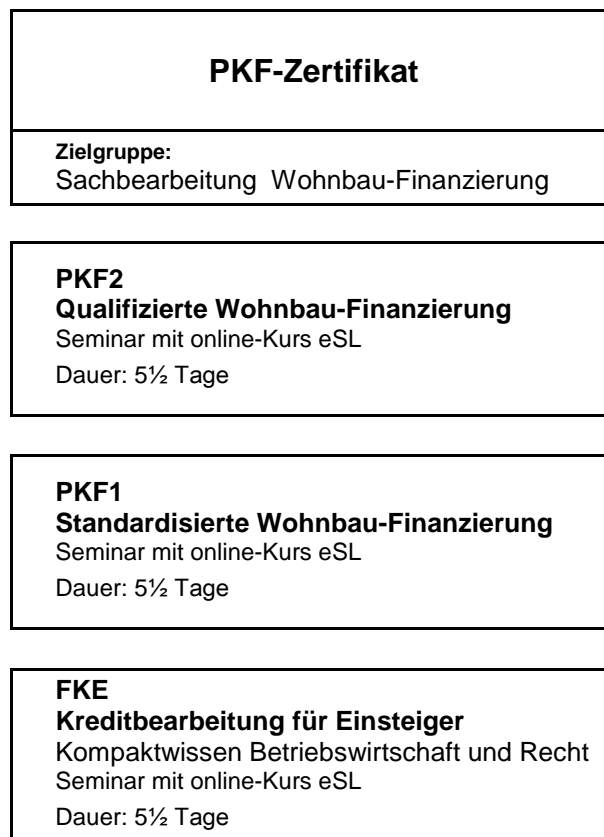 PKF-Zertifikat
Zielgruppe:
Sachbearbeitung Wohnbau-Finanzierung
PKF2
Qualifizierte Wohnbau-Finanzierung
Seminar mit online-Kurs eSL
Dauer: 5½ Tage
PKF1
Standardisierte Wohnbau-Finanzierung
Seminar mit online-Kurs eSL
Dauer: 5½ Tage
FKE
Kreditbearbeitung für Einsteiger
Kompaktwissen Betriebswirtschaft und Recht
Seminar mit online-Kurs eSL
Dauer: 5½ Tage